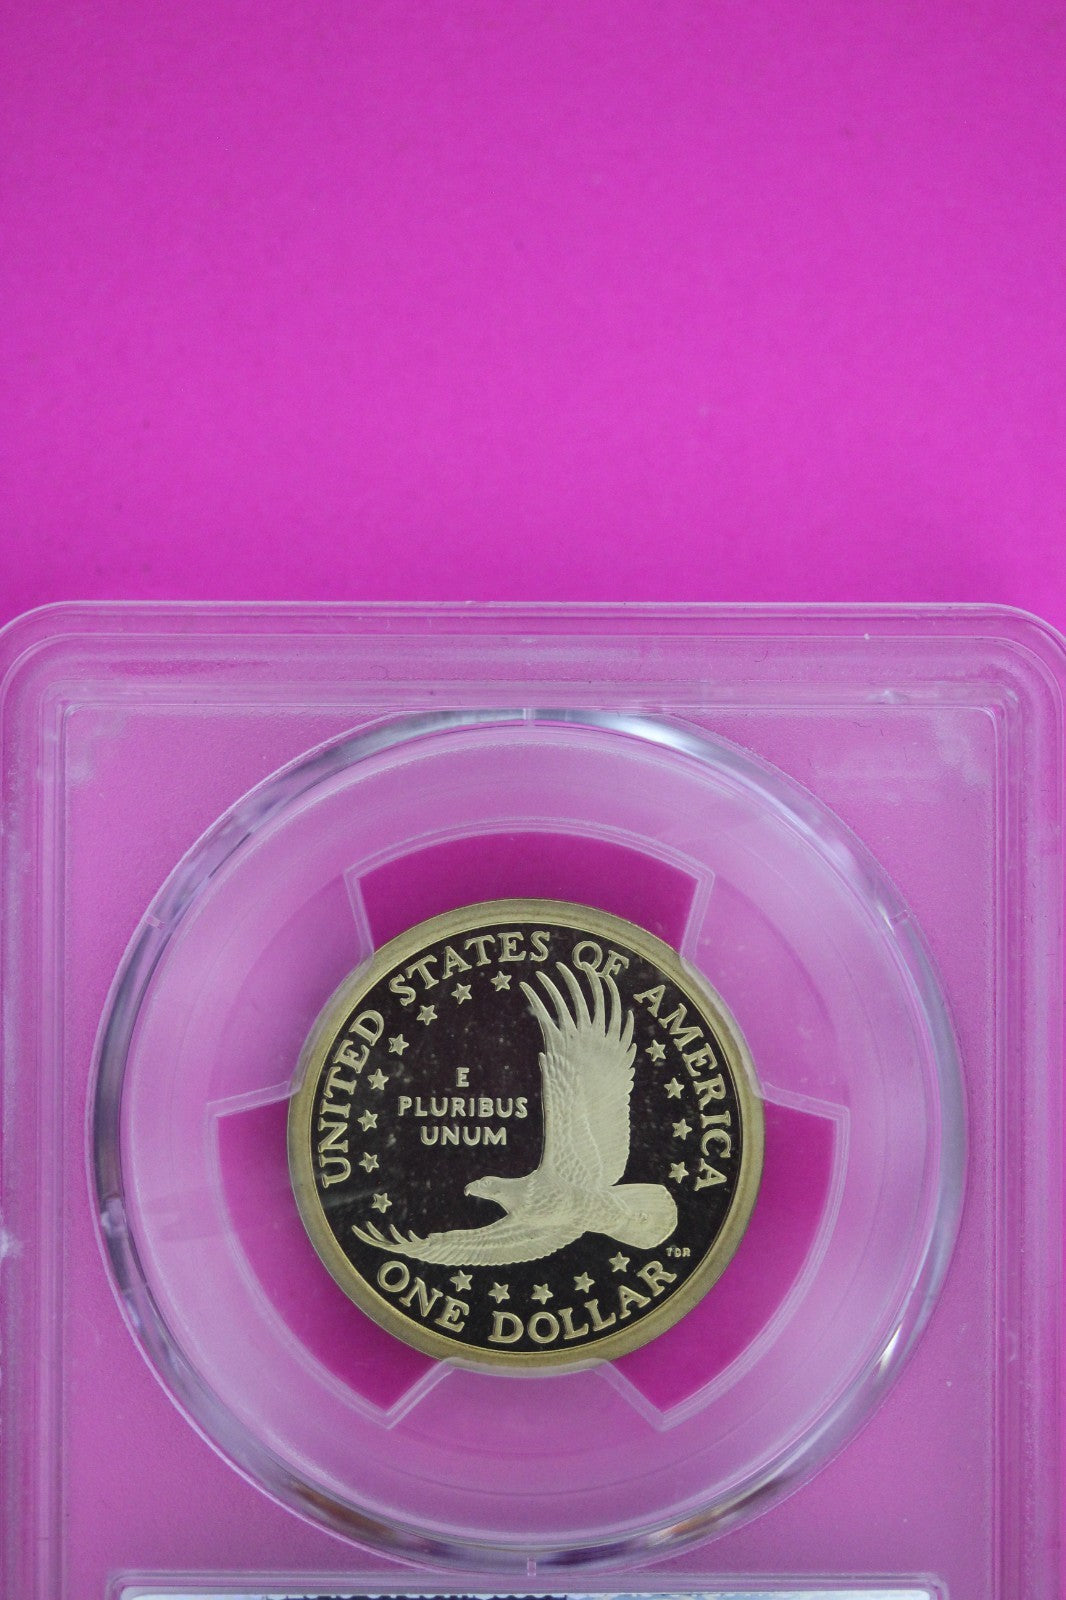 UNITED STATES OF AMERICA
E
PLURIBUS
UNUM
TDR
ONE DOLLAR